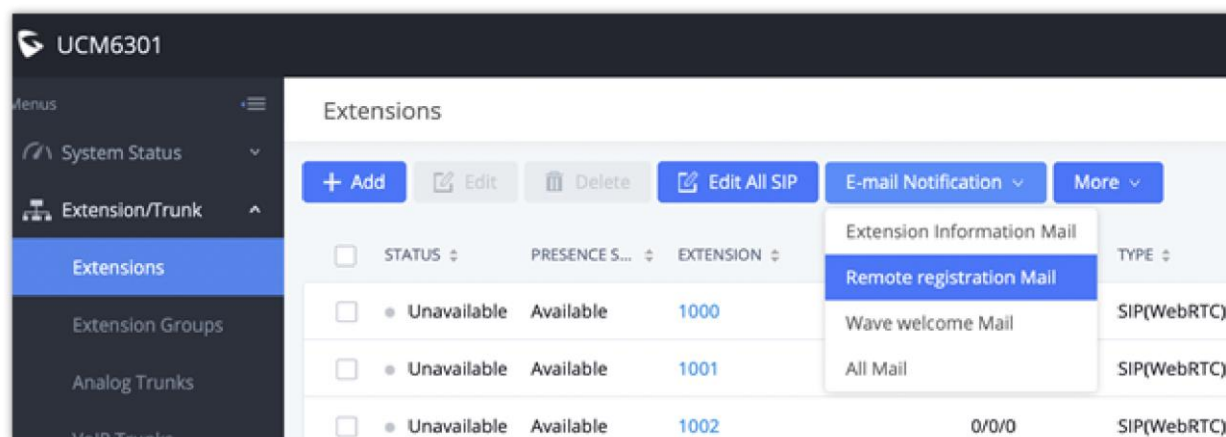 UCM6301
Menus
System Status
Extension/Trunk
Extensions
Extension Groups
Analog Trunks
VoIP Trunks
Extensions
+ Add Edit Delete Edit All SIP E-mail Notification More
Extension Information Mail
Remote registration Mail
Wave welcome Mail
All Mail
STATUS PRESENCE S... EXTENSION TYPE
Unavailable Available 1000 SIP(WebRTC)
Unavailable Available 1001 SIP(WebRTC)
Unavailable Available 1002 0/0/0 SIP(WebRTC)